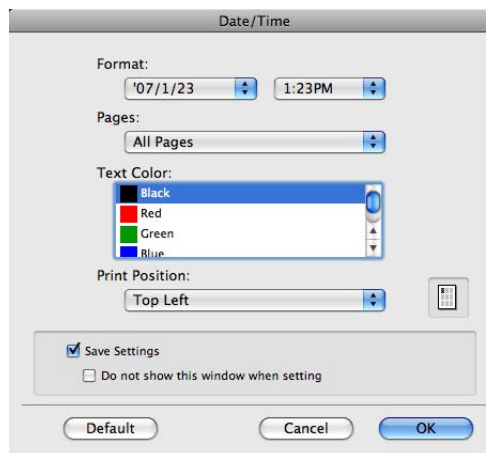 Date/Time
Format:
'07/1/23 1:23PM
Pages:
All Pages
Text Color:
Black
Red
Green
Blue
Print Position:
Top Left
Save Settings
Do not show this window when setting
Default Cancel OK